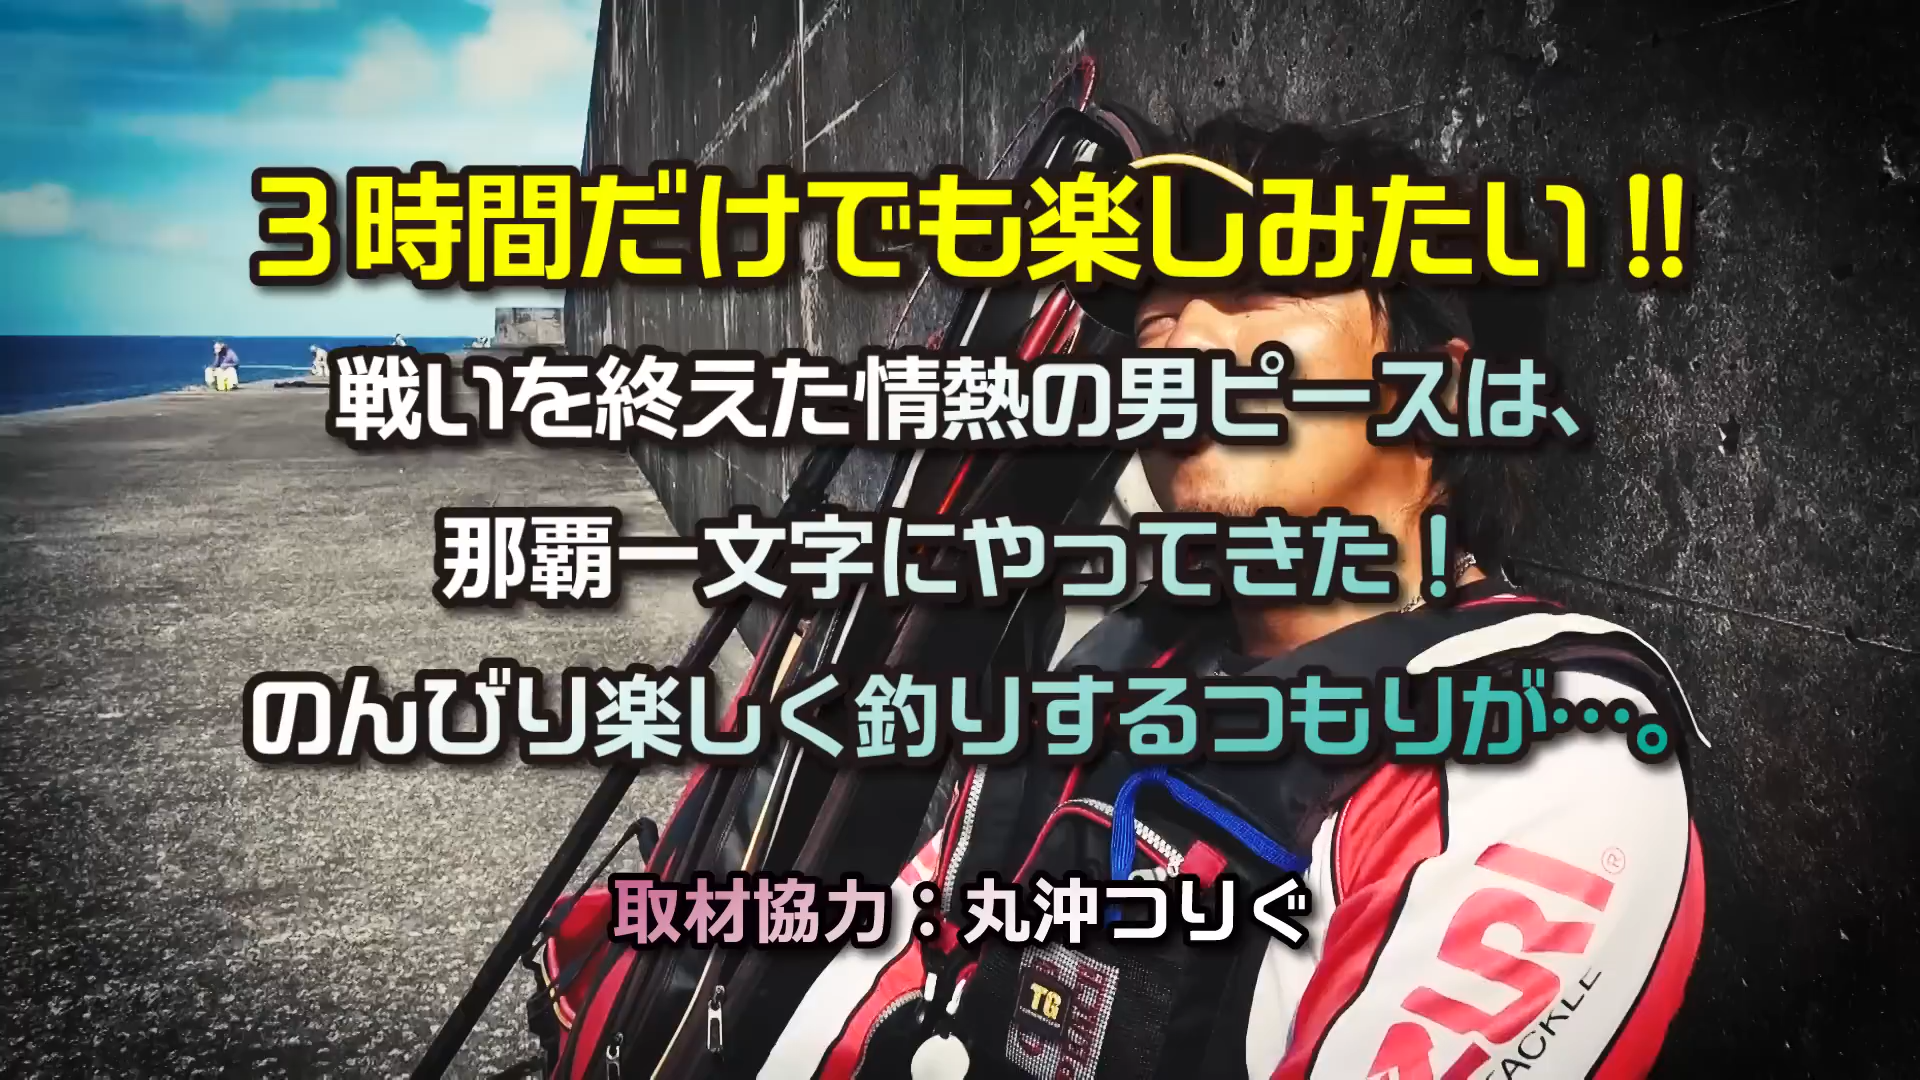 ３時間だけでも楽しみたい！！
戦いを終えた情熱の男ピースは、
那覇一文字にやってきた！
のんびり楽しく釣りするつもりが…。
取材協力：丸沖つりぐ
TG
TACKLE